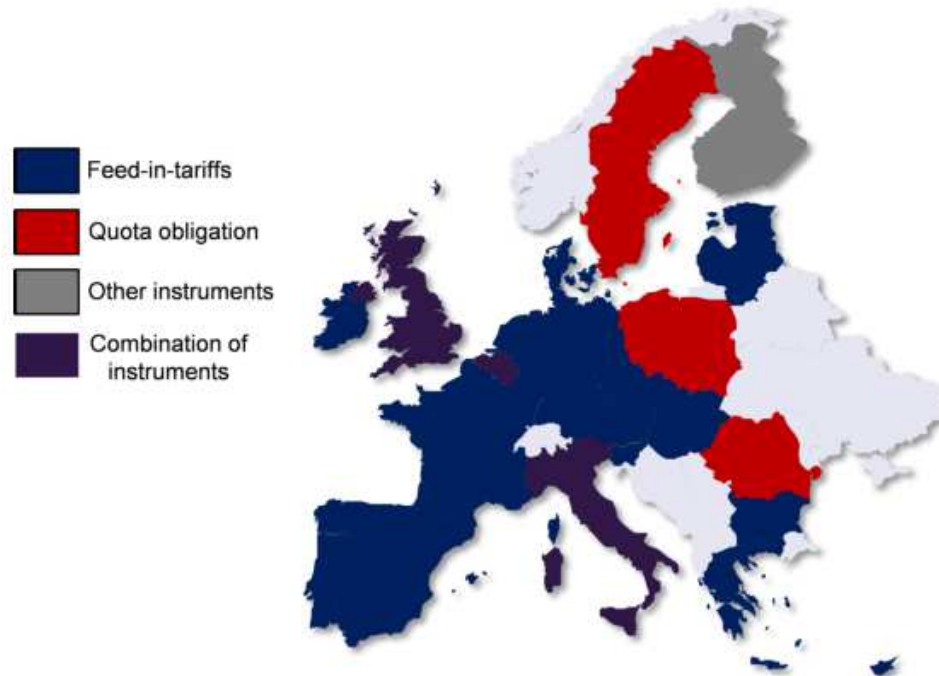 Feed-in-tariffs
Quota obligation
Other instruments
Combination of
instruments